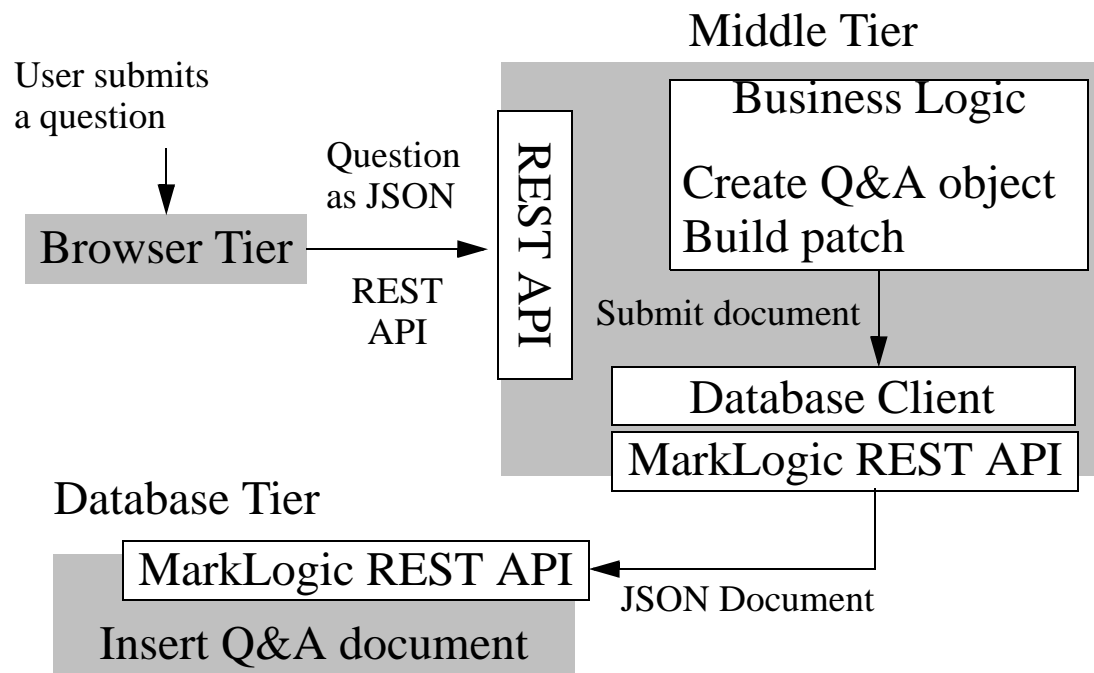 Middle Tier
User submits
a question
Business Logic
Create Q&A object
Build patch
Question
as JSON
REST API
Browser Tier
REST
API
Submit document
Database Client
MarkLogic REST API
Database Tier
MarkLogic REST API
JSON Document
Insert Q&A document